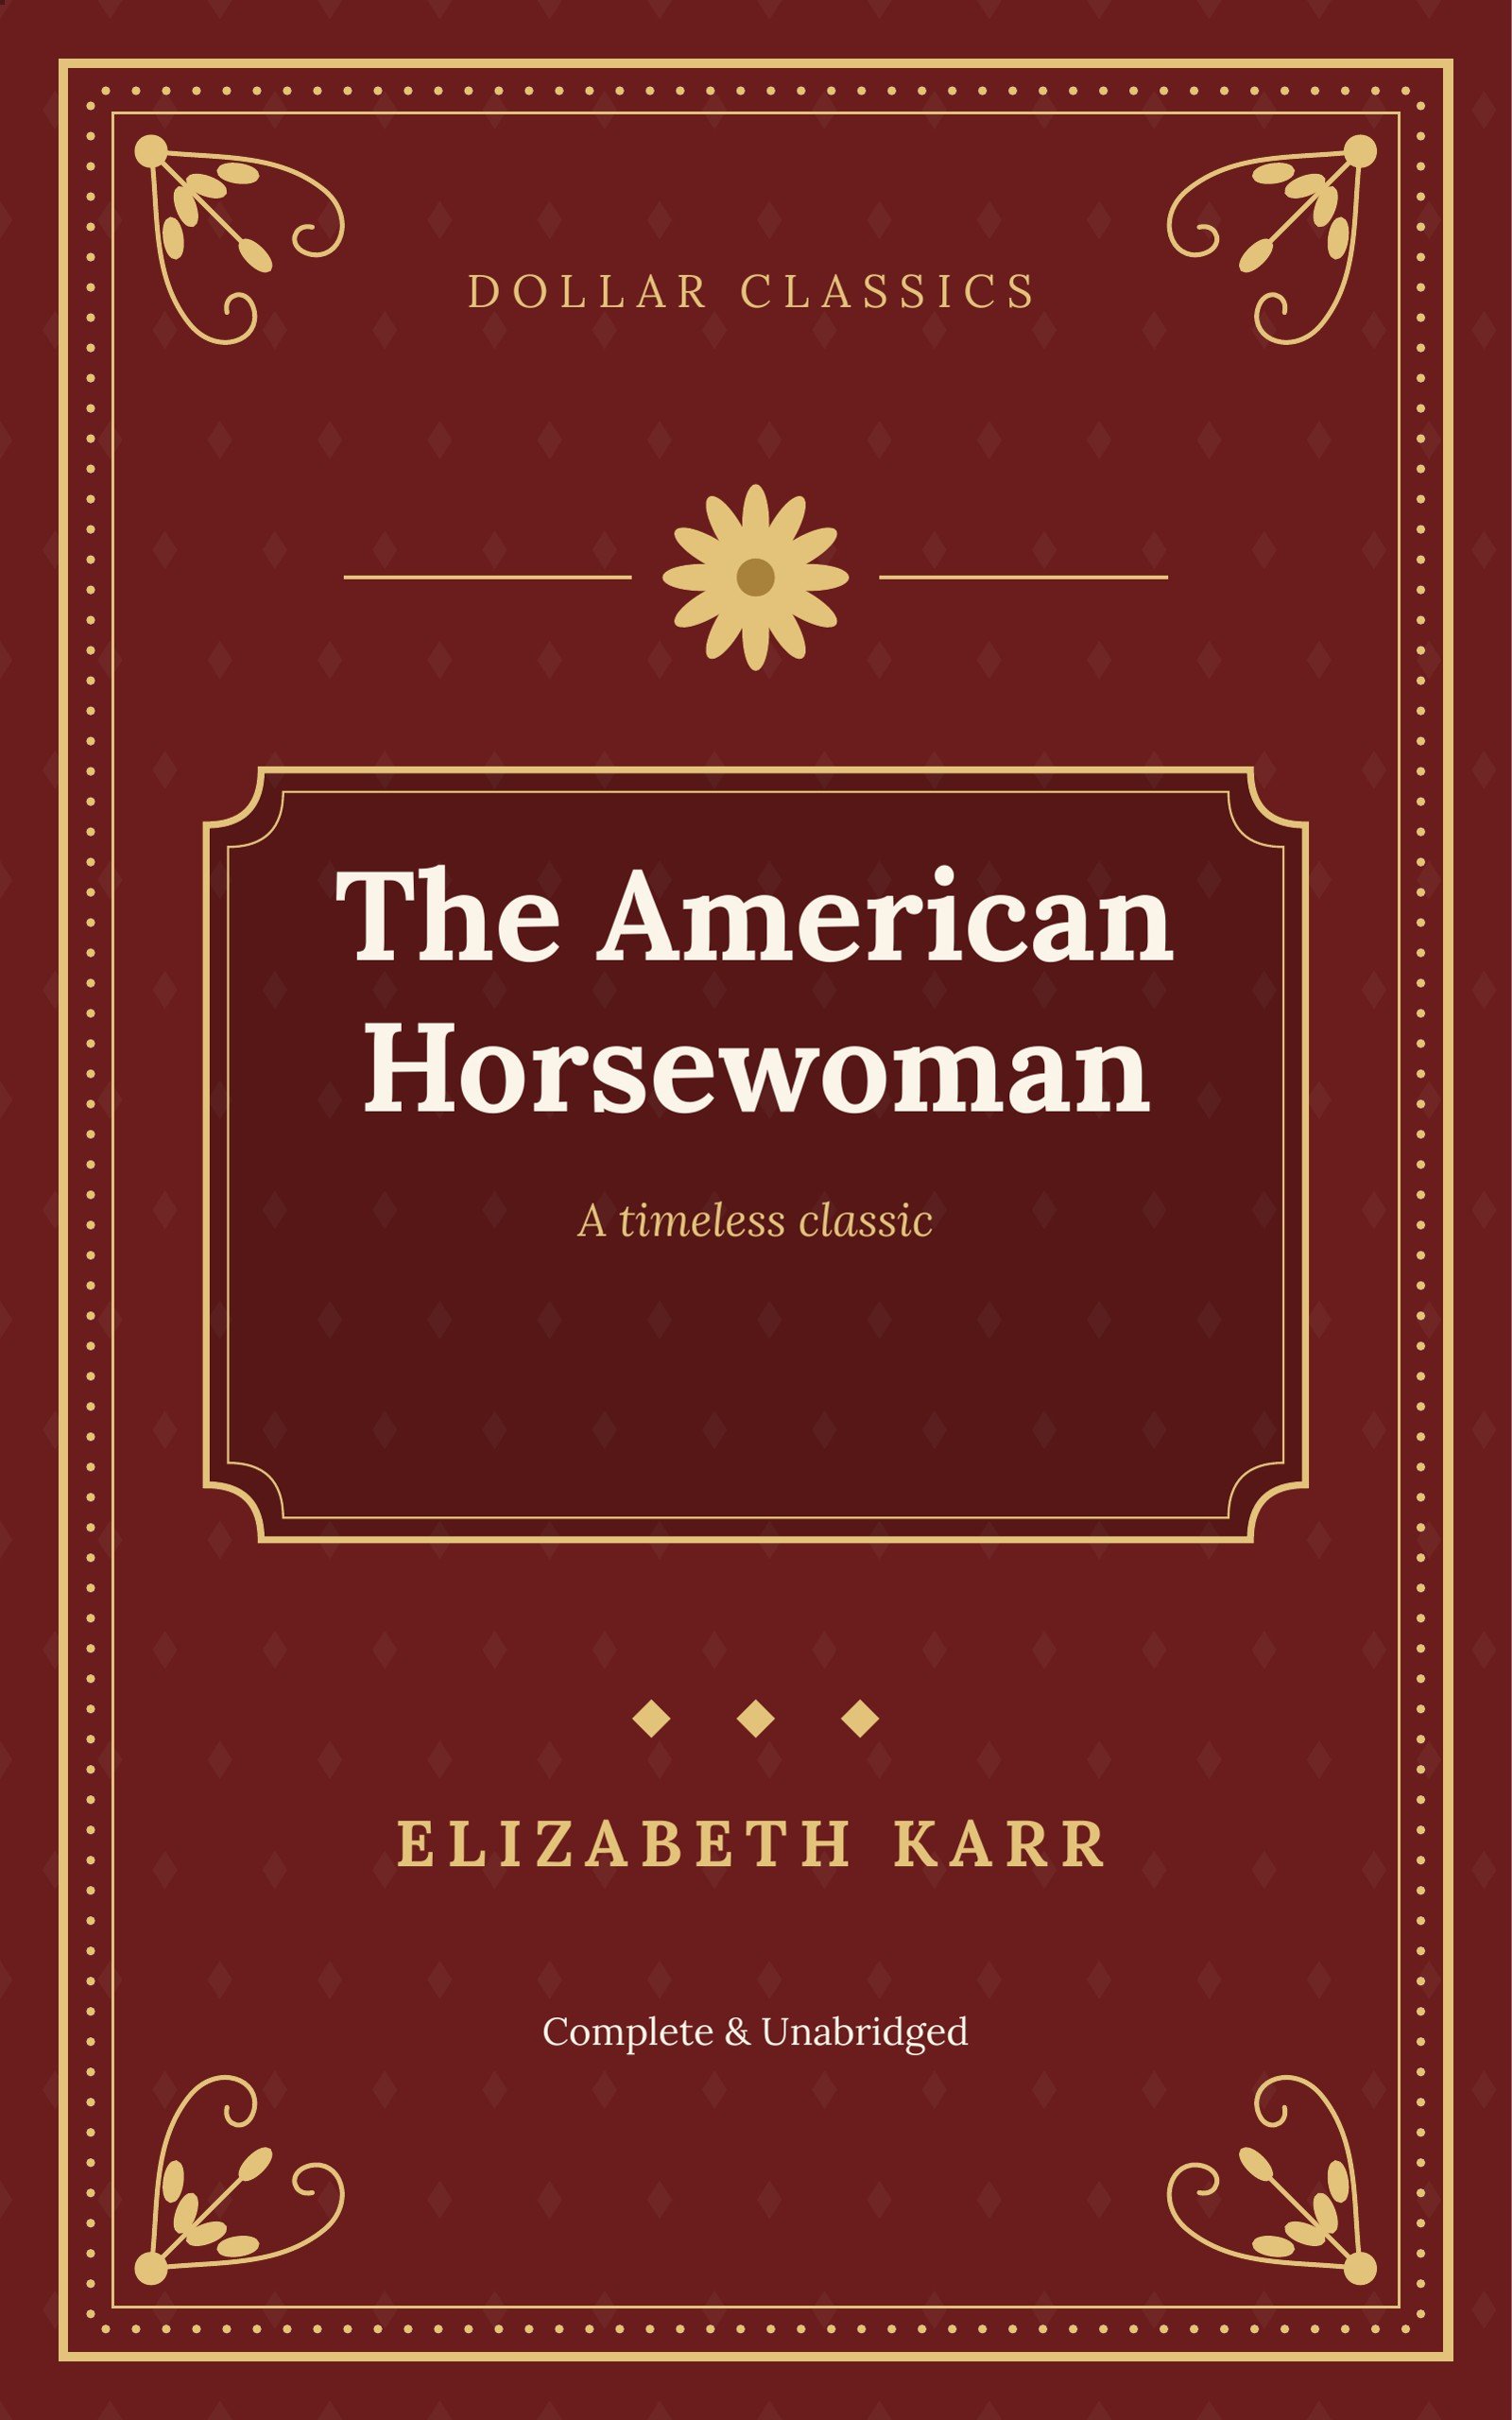 DOLLAR CLASSICS
The American
Horsewoman
A timeless classic
ELIZABETH KARR
Complete & Unabridged